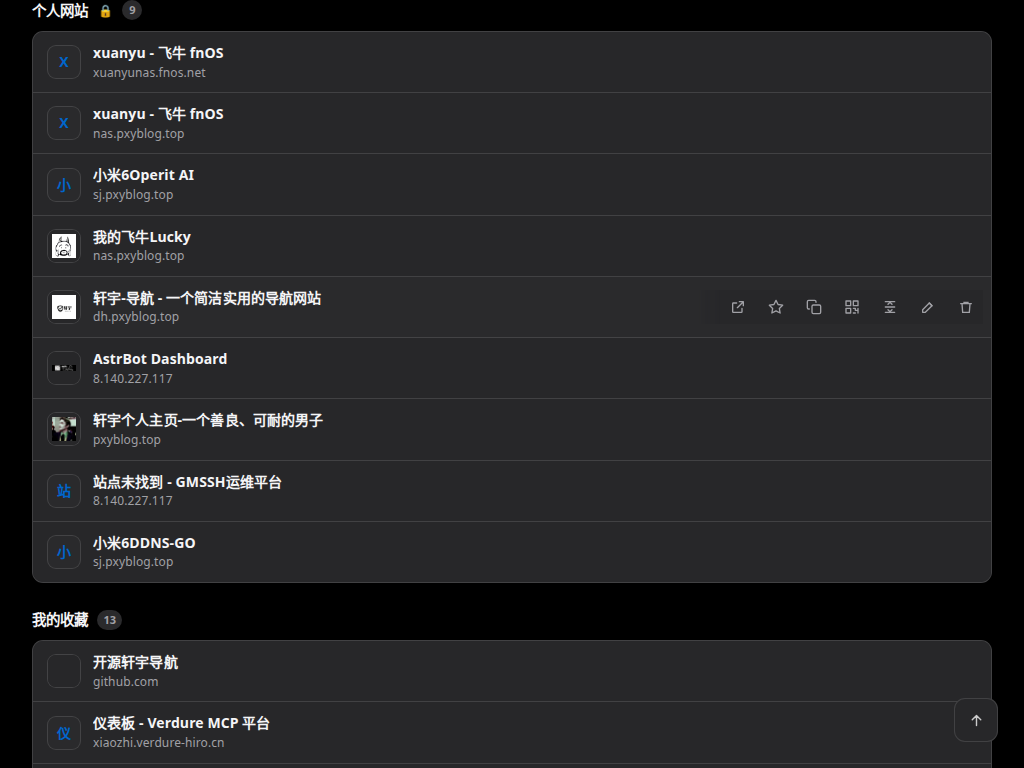 个人网站 🔒 9
X
xuanyu - 飞牛 fnOS
xuanyunas.fnos.net
X
xuanyu - 飞牛 fnOS
nas.pxyblog.top
小
小米6Operit AI
sj.pxyblog.top
我的飞牛Lucky
nas.pxyblog.top
轩宇-导航 - 一个简洁实用的导航网站
dh.pxyblog.top
AstrBot Dashboard
8.140.227.117
轩宇个人主页-一个善良、可耐的男子
pxyblog.top
站
站点未找到 - GMSSH运维平台
8.140.227.117
小
小米6DDNS-GO
sj.pxyblog.top
我的收藏 13
开源轩宇导航
github.com
仪
仪表板 - Verdure MCP 平台
xiaozhi.verdure-hiro.cn